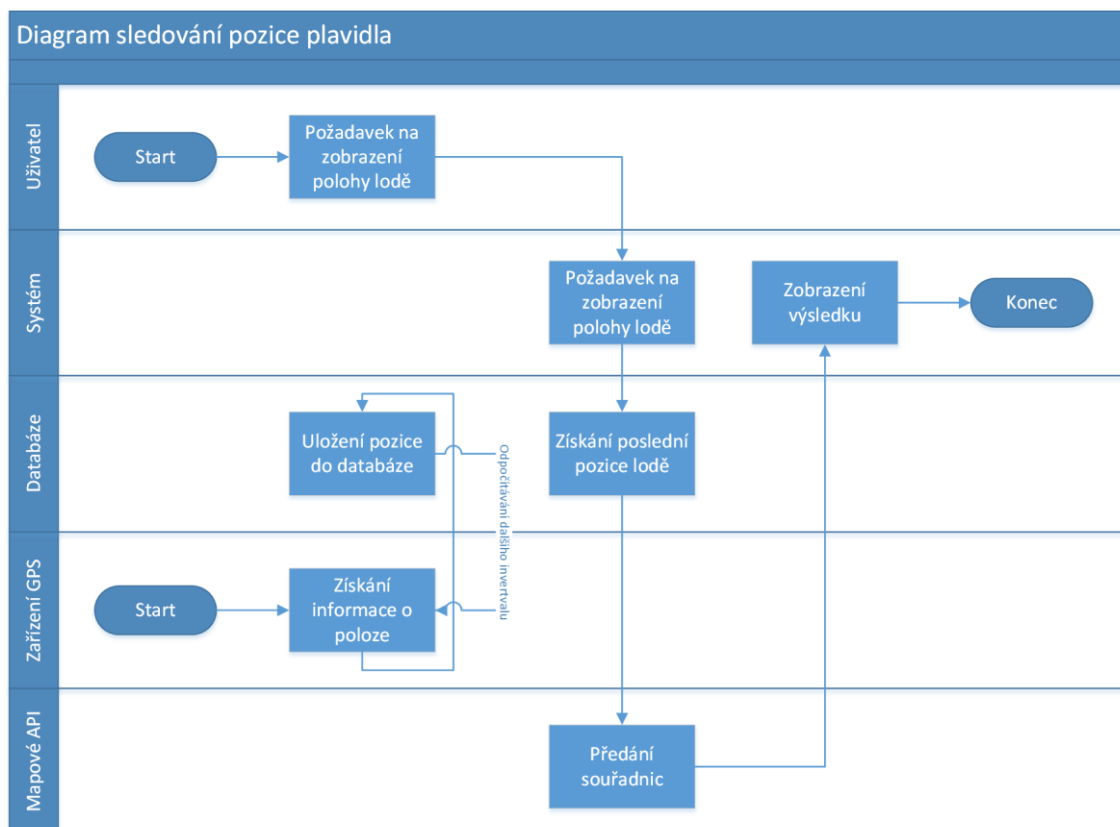 Diagram sledování pozice plavidla
Uživatel
Start
Požadavek na
zobrazení
polohy lodě
Systém
Požadavek na
zobrazení
polohy lodě
Zobrazení
výsledku
Konec
Databáze
Uložení pozice
do databáze
Odpočítávání dalšího invertvalu
Získání poslední
pozice lodě
Zařízení GPS
Start
Získání
informace o
poloze
Mapové API
Předání
souřadnic